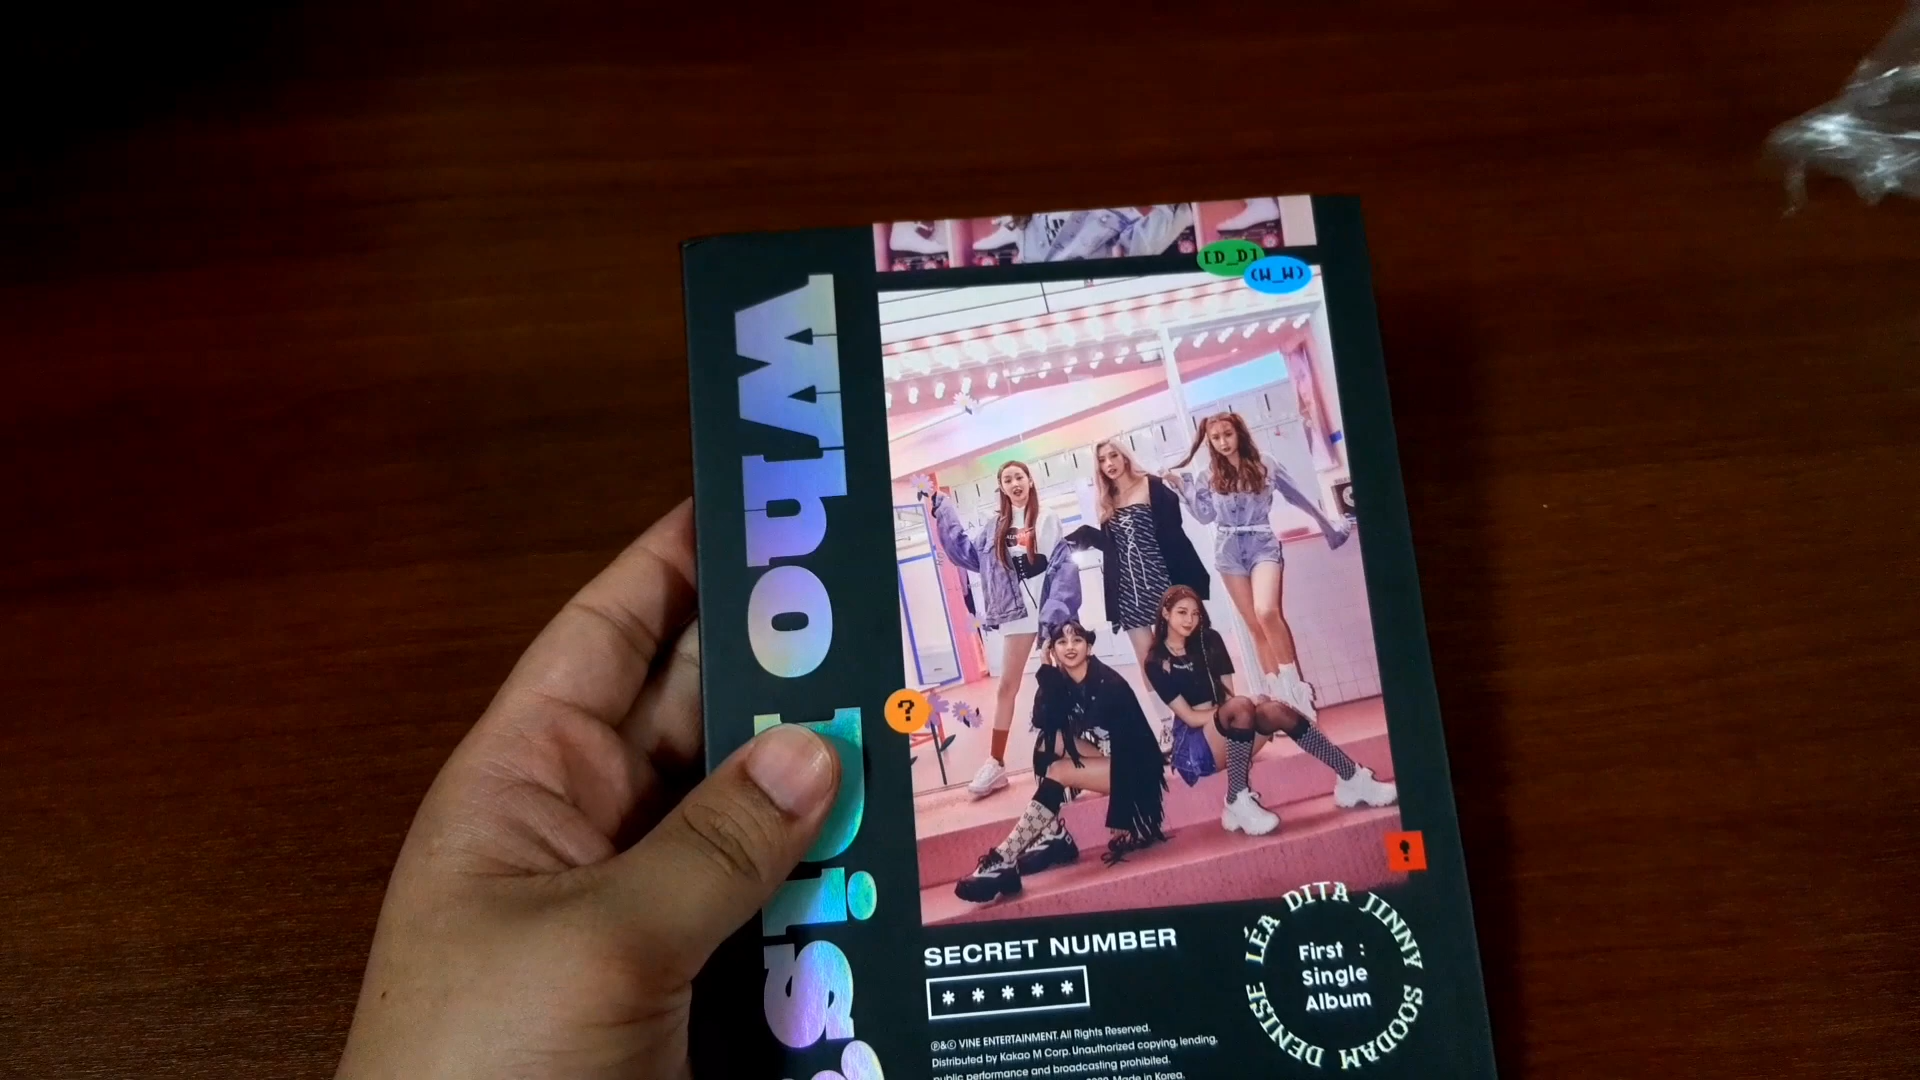 [D_D]
(W_W)
Who Dis?
?
!
SECRET NUMBER
* * * * *
LÉA DITA JINNY SOODAM DENISE
First :
Single
Album
℗&© VINE ENTERTAINMENT. All Rights Reserved.
Distributed by Kakao M Corp. Unauthorized copying, lending,
public performance and broadcasting prohibited.
Made in Korea.